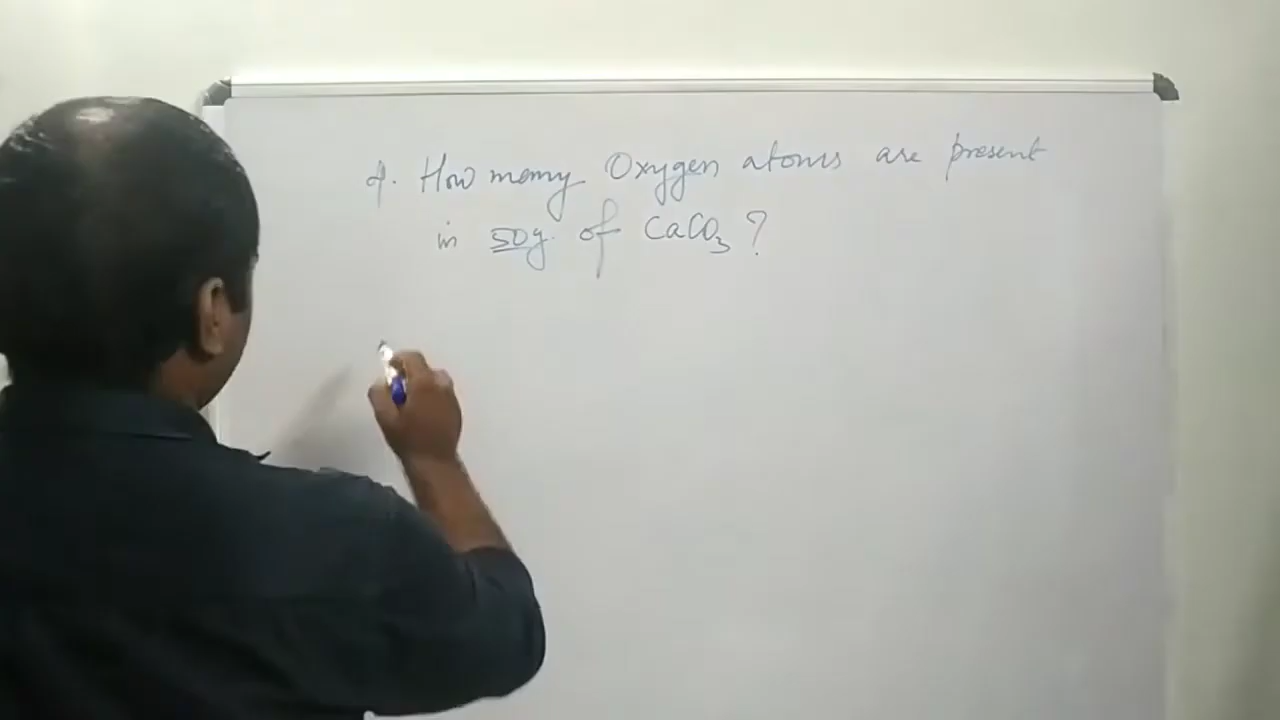 Q. How many Oxygen atoms are present
in 50g. of CaCO₃ ?